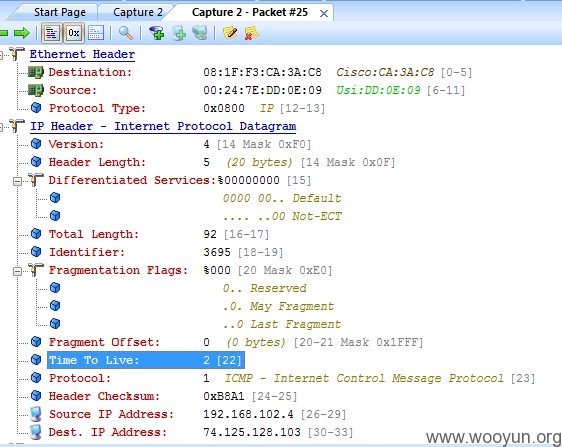 Start Page Capture 2 Capture 2 - Packet #25
Ethernet Header
Destination: 08:1F:F3:CA:3A:C8 Cisco:CA:3A:C8 [0-5]
Source: 00:24:7E:DD:0E:09 Usi:DD:0E:09 [6-11]
Protocol Type: 0x0800 IP [12-13]
IP Header - Internet Protocol Datagram
Version: 4 [14 Mask 0xF0]
Header Length: 5 (20 bytes) [14 Mask 0x0F]
Differentiated Services:%00000000 [15]
0000 00.. Default
.... ..00 Not-ECT
Total Length: 92 [16-17]
Identifier: 3695 [18-19]
Fragmentation Flags: %000 [20 Mask 0xE0]
0.. Reserved
.0. May Fragment
..0 Last Fragment
Fragment Offset: 0 (0 bytes) [20-21 Mask 0x1FFF]
Time To Live: 2 [22]
Protocol: 1 ICMP - Internet Control Message Protocol [23]
Header Checksum: 0xB8A1 [24-25]
Source IP Address: 192.168.102.4 [26-29]
Dest. IP Address: 74.125.128.103 [30-33]
www.wooyun.org